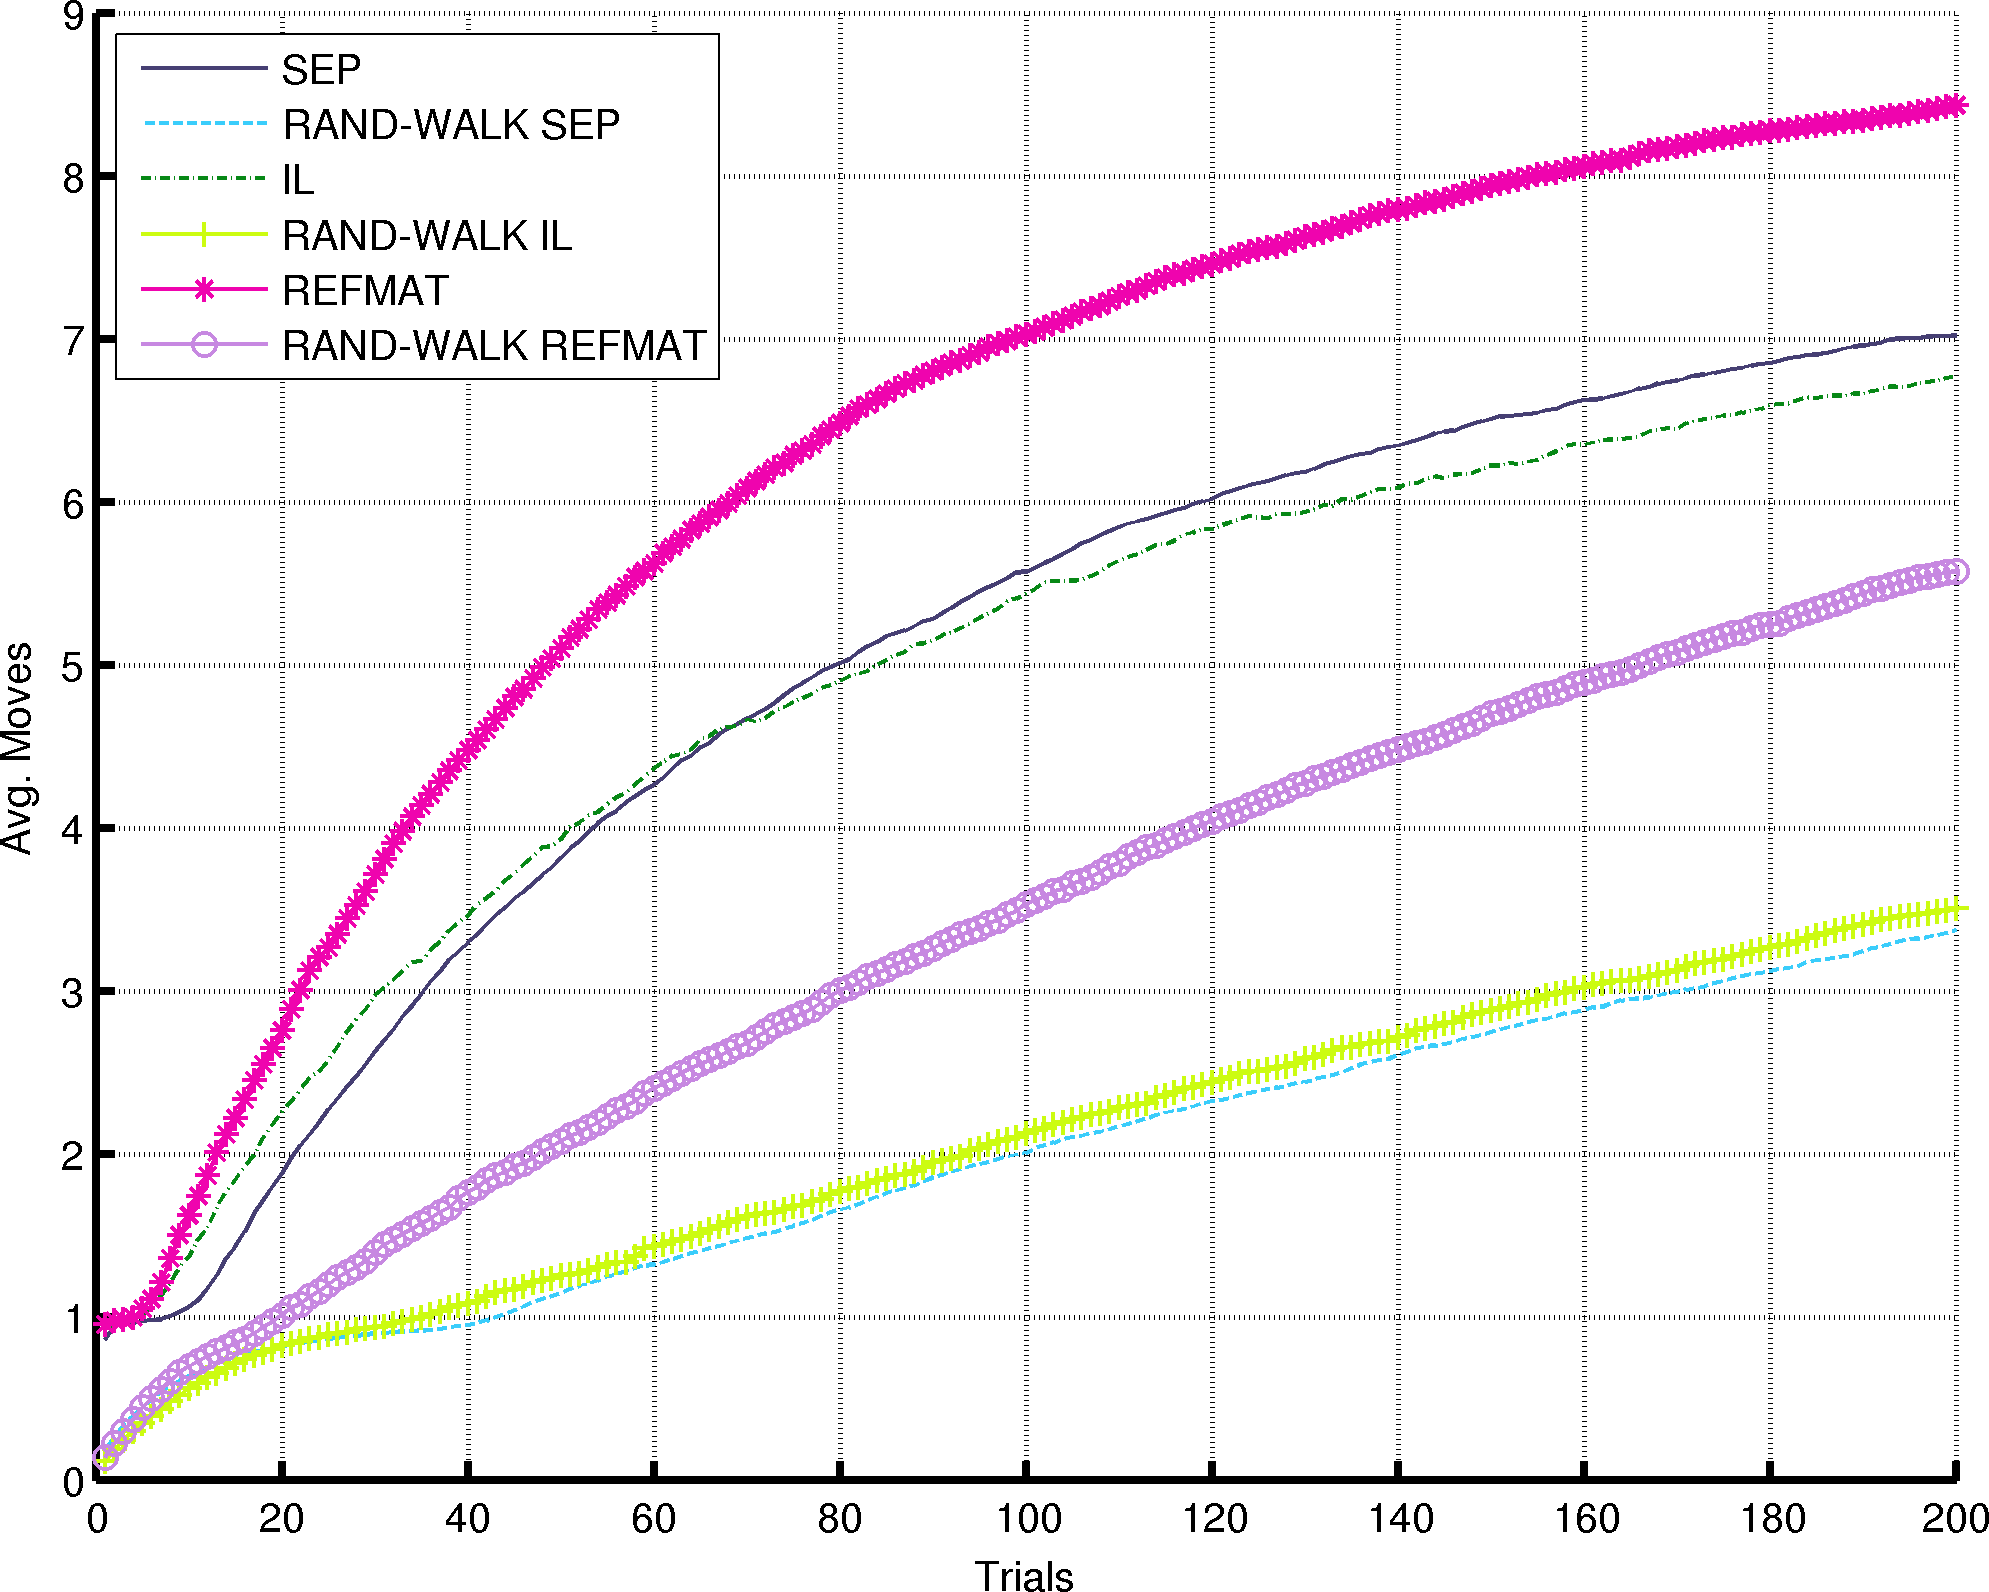 9
8
7
6
5
4
3
2
1
0
Avg. Moves
SEP
RAND-WALK SEP
IL
RAND-WALK IL
REFMAT
RAND-WALK REFMAT
0 20 40 60 80 100 120 140 160 180 200
Trials